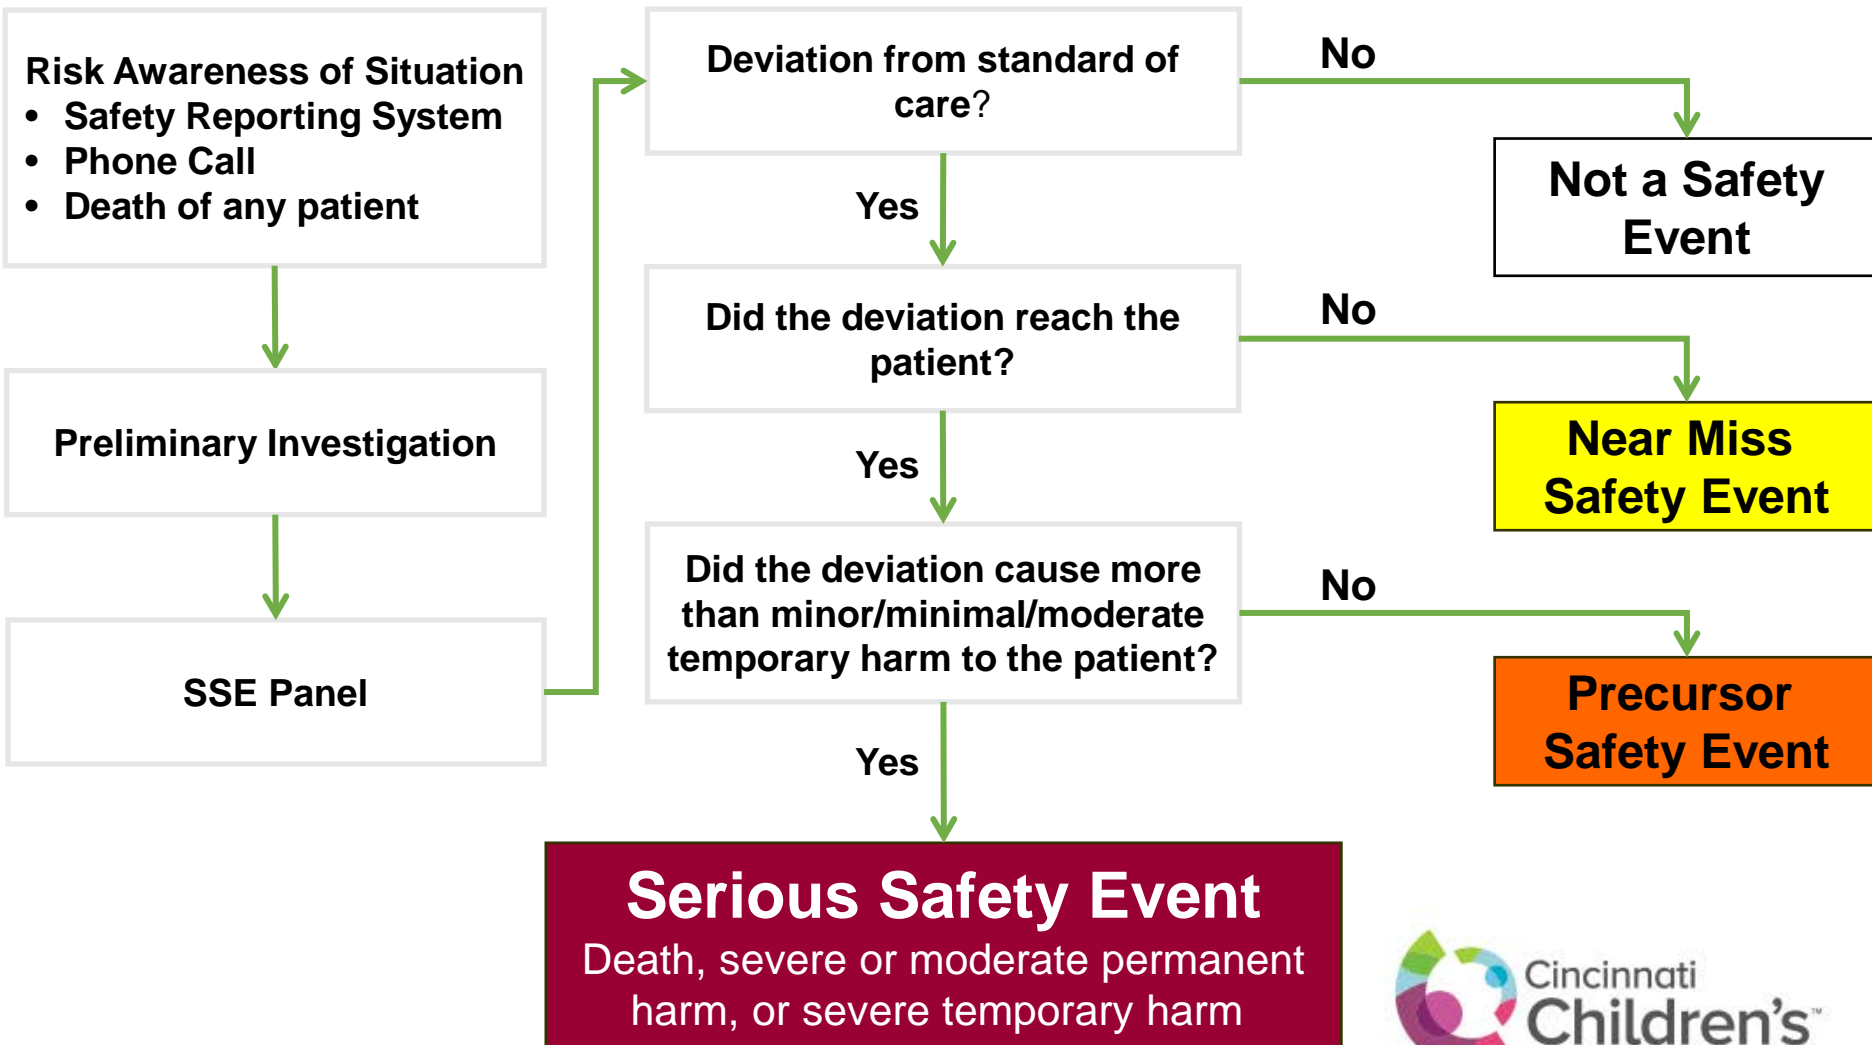 Risk Awareness of Situation
• Safety Reporting System
• Phone Call
• Death of any patient
Preliminary Investigation
SSE Panel
Deviation from standard of
care?
No
Not a Safety
Event
Yes
Did the deviation reach the
patient?
No
Near Miss
Safety Event
Yes
Did the deviation cause more
than minor/minimal/moderate
temporary harm to the patient?
No
Precursor
Safety Event
Yes
Serious Safety Event
Death, severe or moderate permanent
harm, or severe temporary harm
Cincinnati
Children's™